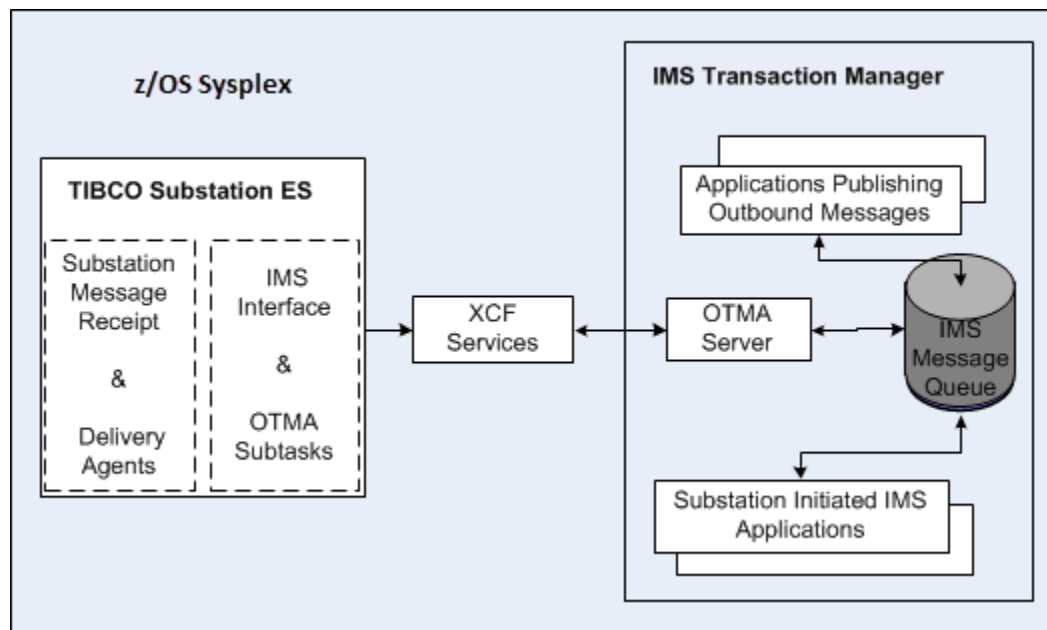 z/OS Sysplex
IMS Transaction Manager
TIBCO Substation ES
Substation
Message
Receipt
&
Delivery
Agents
IMS
Interface
&
OTMA
Subtasks
XCF
Services
OTMA
Server
Applications Publishing
Outbound Messages
IMS
Message
Queue
Substation Initiated IMS
Applications